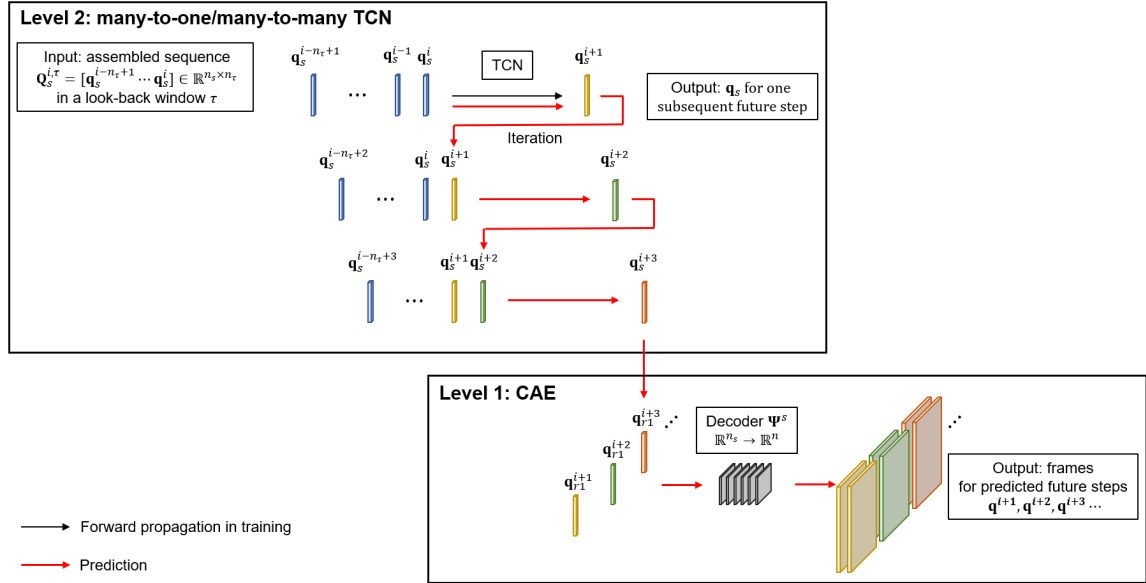 Level 2: many-to-one/many-to-many TCN
Input: assembled sequence
𝐐_s^{i,τ} = [𝐪_s^{i−n_τ+1} ⋯ 𝐪_s^i] ∈ ℝ^{n_s×n_τ}
in a look-back window τ
𝐪_s^{i−n_τ+1} 𝐪_s^{i−1} 𝐪_s^i
...
TCN
𝐪_s^{i+1}
Output: 𝐪_s for one
subsequent future step
Iteration
𝐪_s^{i−n_τ+2} 𝐪_s^i 𝐪_s^{i+1} 𝐪_s^{i+2}
...
𝐪_s^{i−n_τ+3} 𝐪_s^{i+1} 𝐪_s^{i+2} 𝐪_s^{i+3}
...
Level 1: CAE
𝐪_{r1}^{i+3} ⋰
𝐪_{r1}^{i+2}
𝐪_{r1}^{i+1}
Decoder 𝚿^s
ℝ^{n_s} → ℝ^n
⋰
Output: frames
for predicted future steps
𝐪^{i+1}, 𝐪^{i+2}, 𝐪^{i+3} ⋯
Forward propagation in training
Prediction